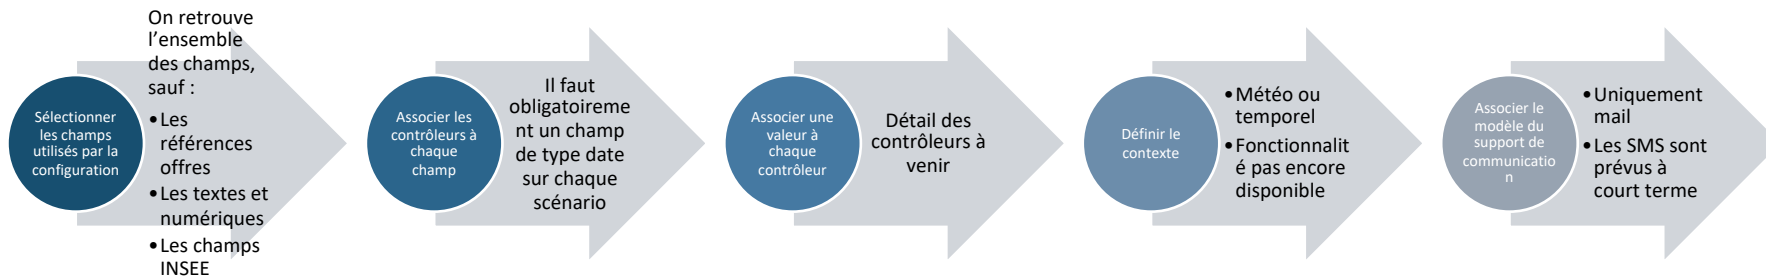 Sélectionner
les champs
utilisés par la
configuration
On retrouve
l’ensemble
des champs,
sauf :
•Les
références
offres
•Les textes et
numériques
•Les champs
INSEE
Associer les
contrôleurs à
chaque
champ
Il faut
obligatoireme
nt un champ
de type date
sur chaque
scénario
Associer une
valeur à
chaque
contrôleur
Détail des
contrôleurs à
venir
Définir le
contexte
•Météo ou
temporel
•Fonctionnalit
é pas encore
disponible
Associer le
modèle du
support de
communicatio
n
•Uniquement
mail
•Les SMS sont
prévus à
court terme